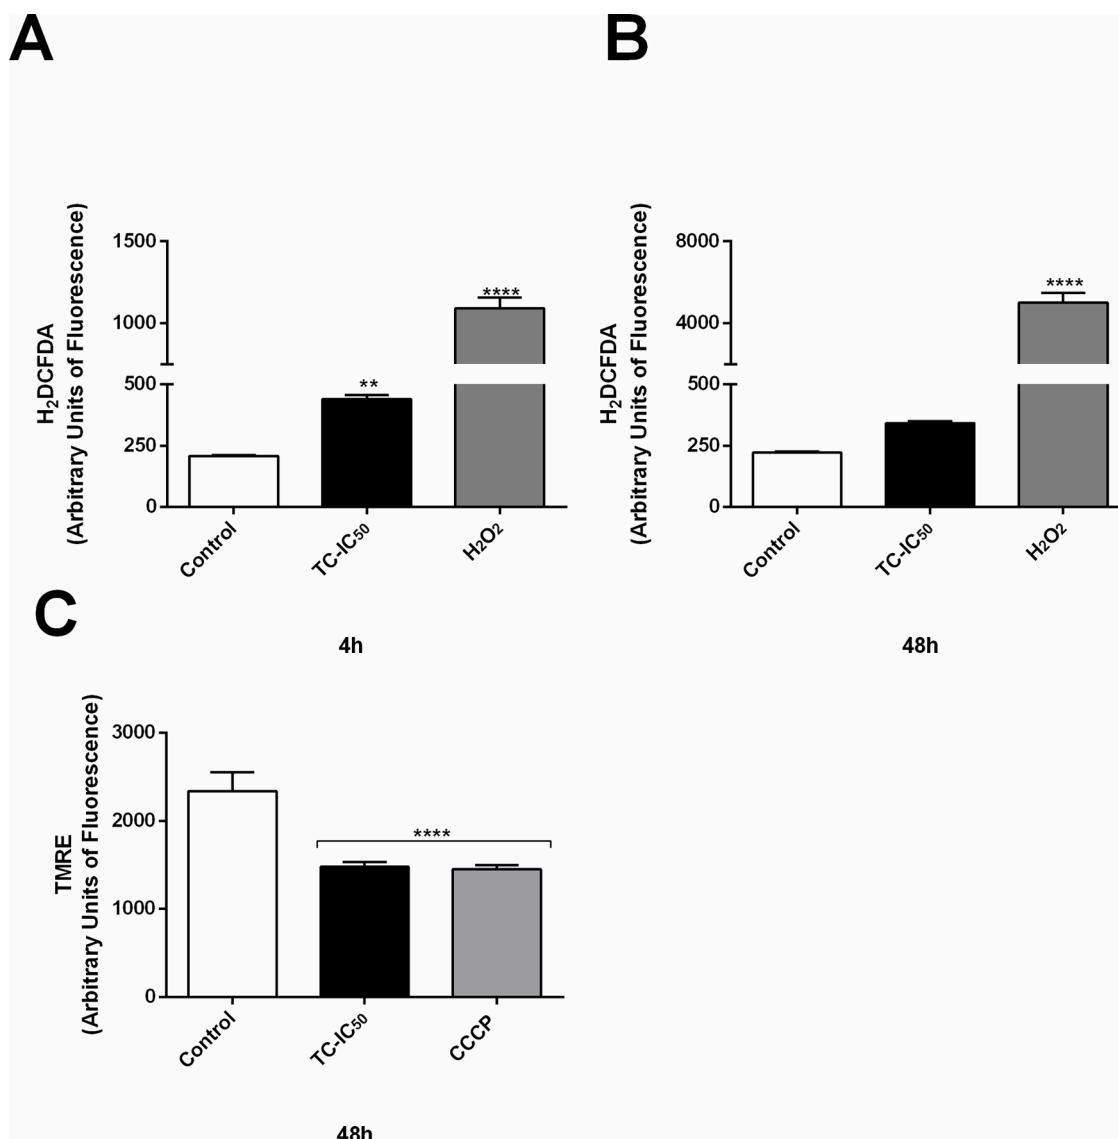 A
H₂DCFDA
(Arbitrary Units of Fluorescence)
1500
1000
500
250
0
****
**
Control
TC-IC₅₀
H₂O₂
4h
B
H₂DCFDA
(Arbitrary Units of Fluorescence)
8000
4000
500
250
0
****
Control
TC-IC₅₀
H₂O₂
48h
C
TMRE
(Arbitrary Units of Fluorescence)
3000
2000
1000
0
****
Control
TC-IC₅₀
CCCP
48h